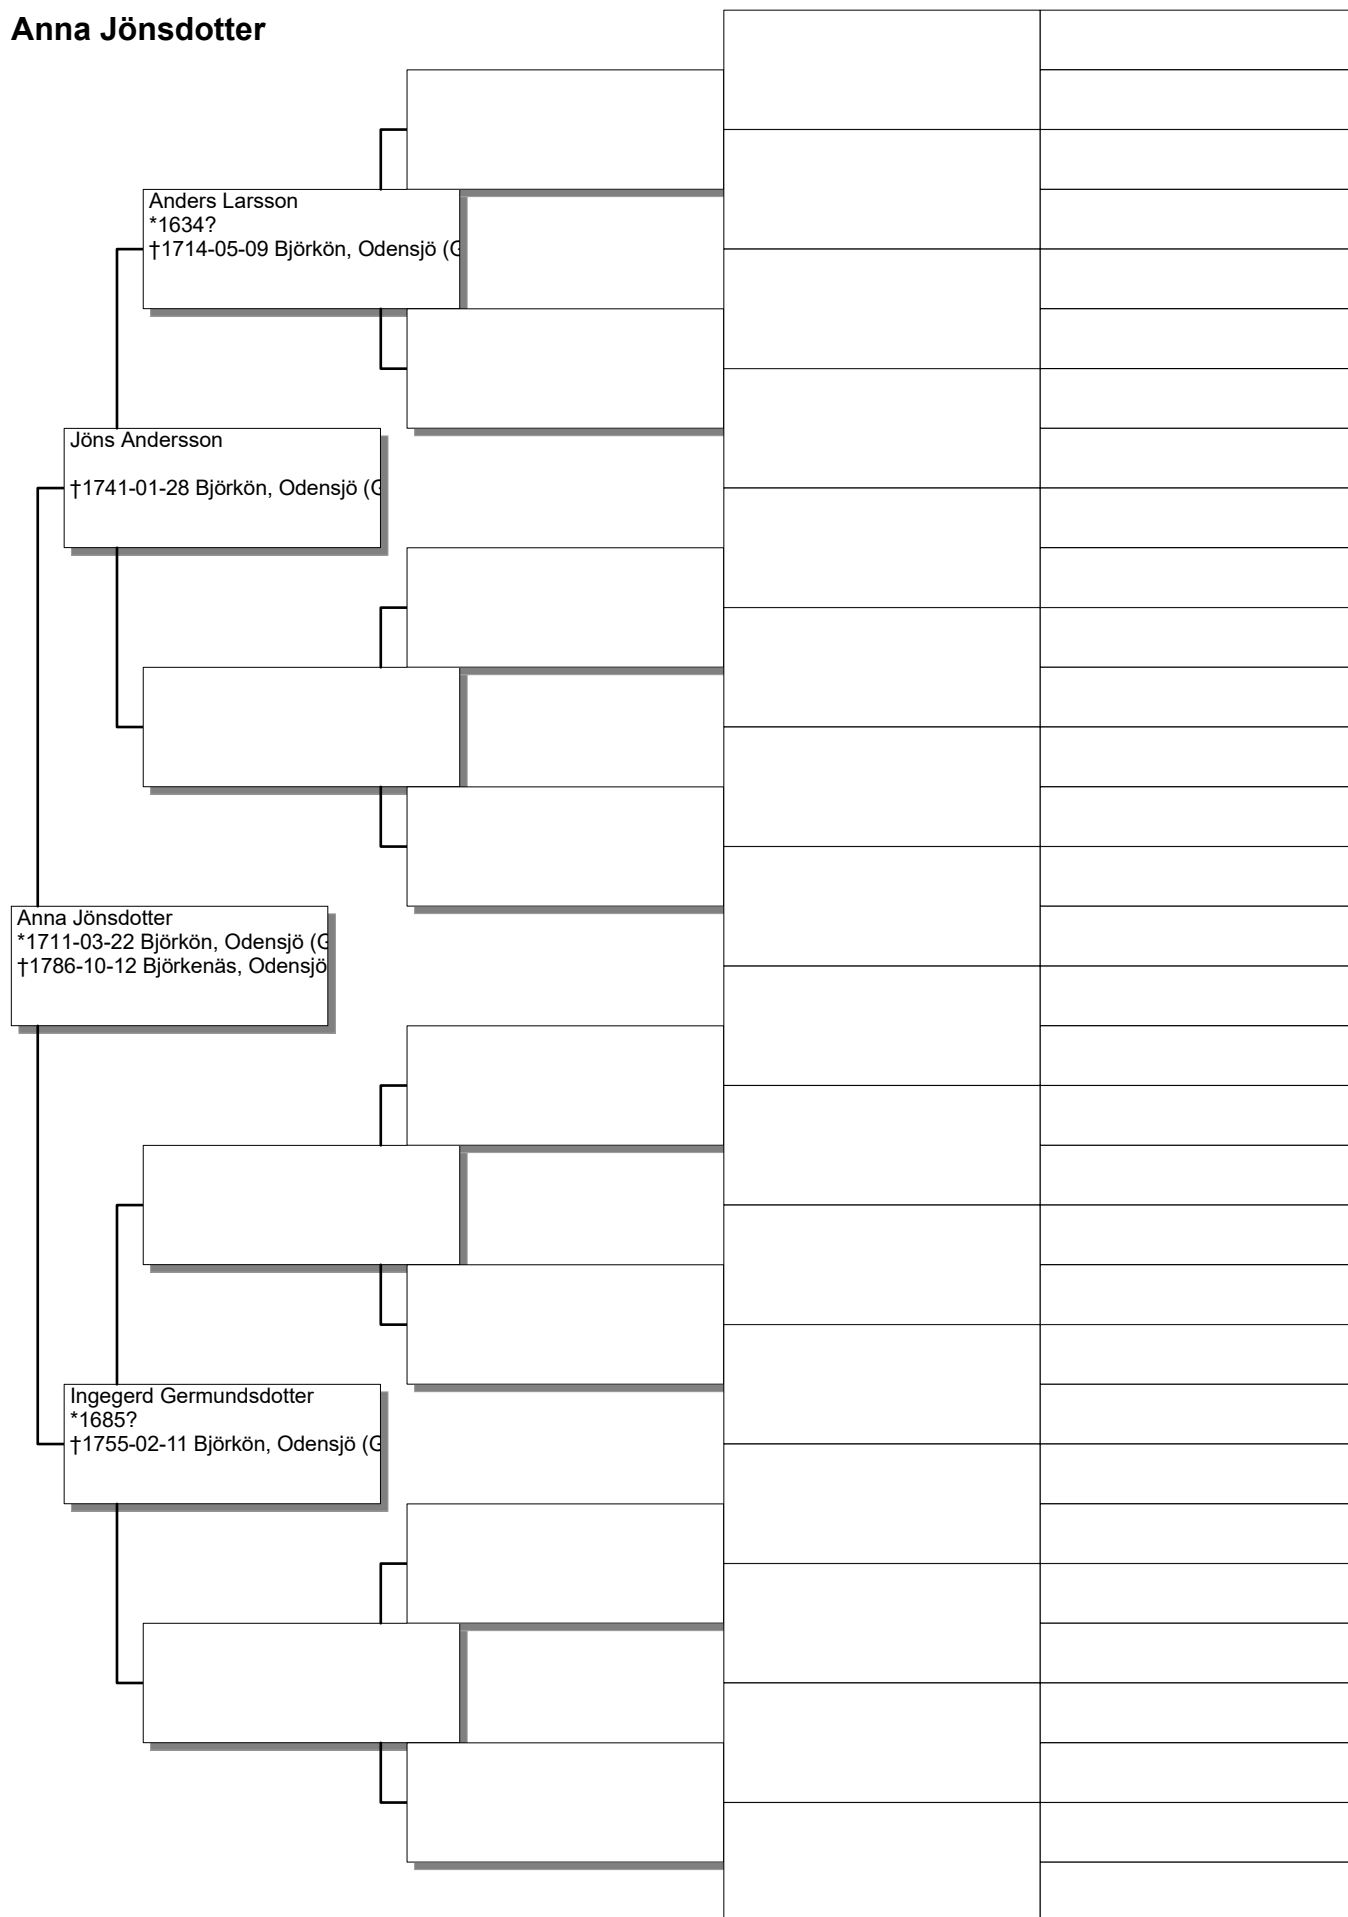 Anna Jönsdotter
Anders Larsson
*1634?
†1714-05-09 Björkön, Odensjö (G
Jöns Andersson
†1741-01-28 Björkön, Odensjö (G
Anna Jönsdotter
*1711-03-22 Björkön, Odensjö (G
†1786-10-12 Björkenäs, Odensjö
Ingegerd Germundsdotter
*1685?
†1755-02-11 Björkön, Odensjö (G